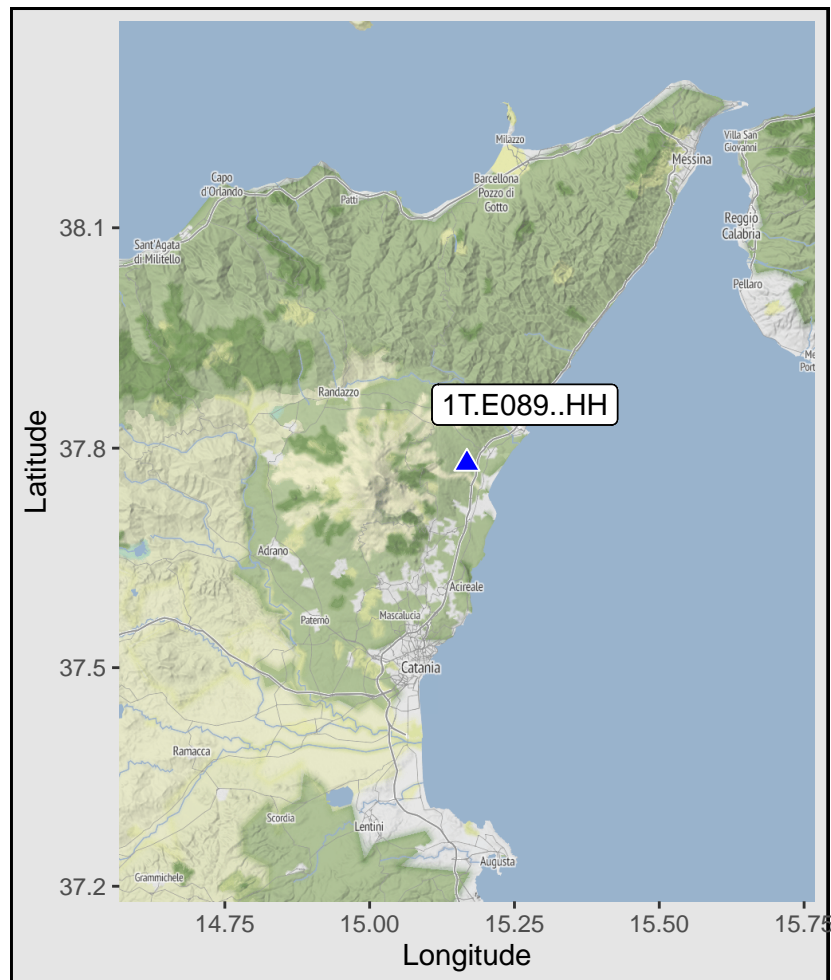 Milazzo
Villa San
Giovanni
Messina
Capo
d'Orlando
Patti
Barcellona
Pozzo di
Gotto
38.1
Reggio
Calabria
Sant'Agata
di Militello
Pellaro
Me
Port
Randazzo
1T.E089..HH
37.8
Latitude
Adrano
Acireale
Paternò
Mascalucia
37.5
Catania
Ramacca
Scordia
Lentini
Augusta
Grammichele
37.2
14.75
15.00
15.25
15.50
15.75
Longitude